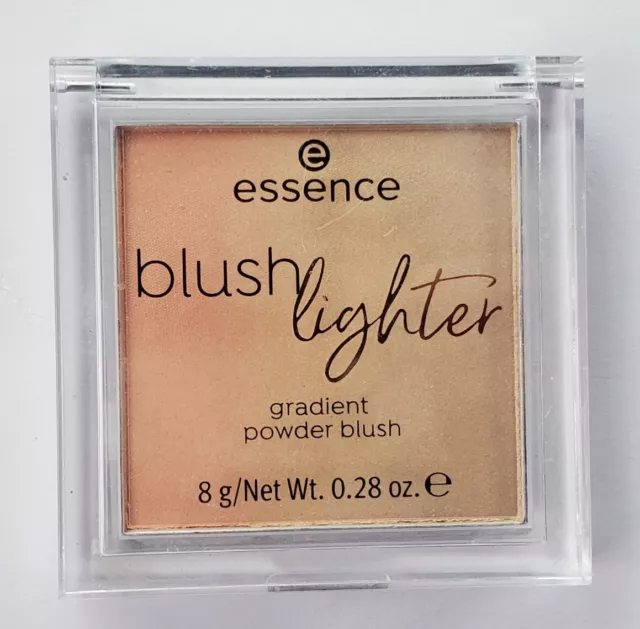 e
essence
blush lighter
gradient
powder blush
8 g/Net Wt. 0.28 oz. ℮